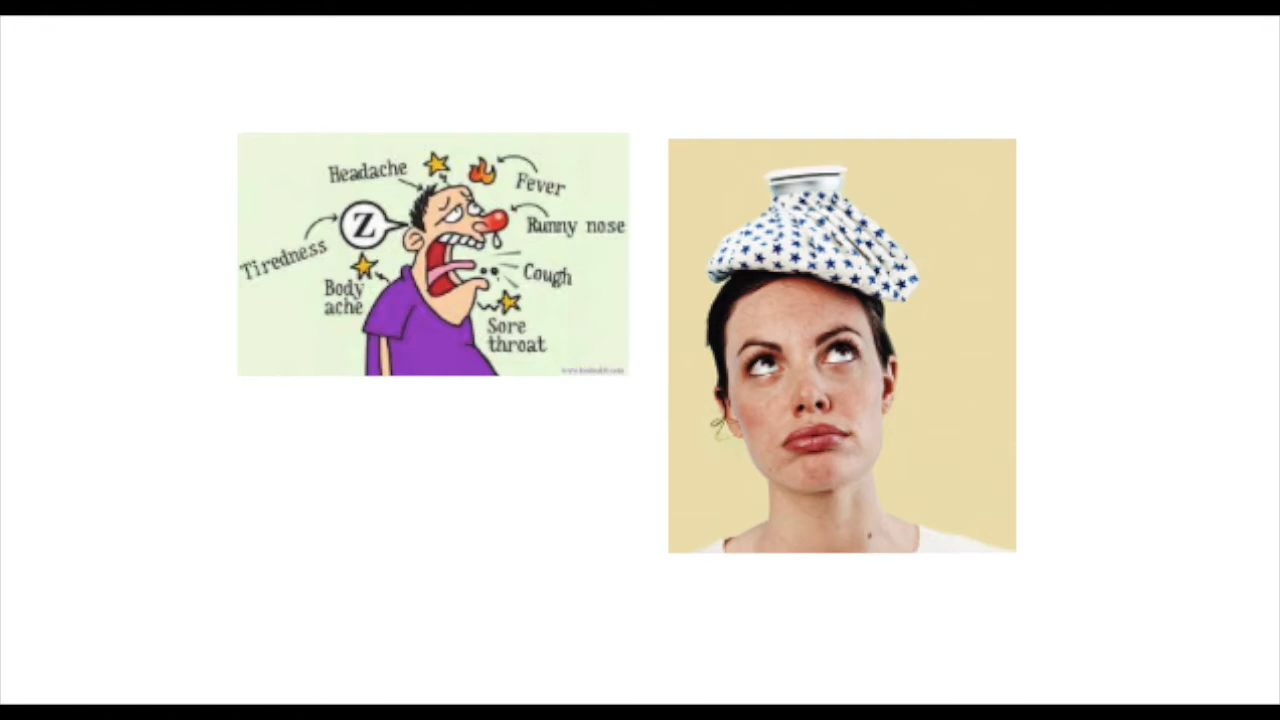 Headache
Fever
Runny nose
Z
Tiredness
Cough
Body
ache
Sore
throat